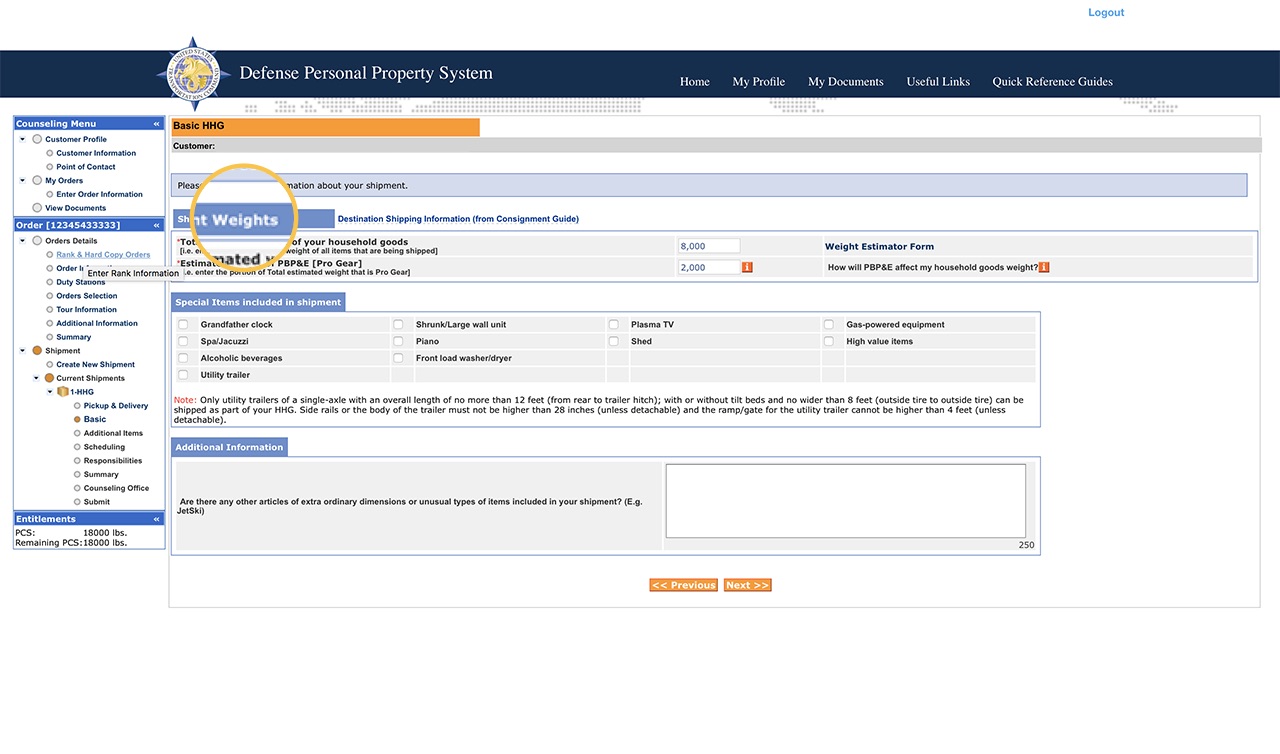 Logout
Defense Personal Property System
Home My Profile My Documents Useful Links Quick Reference Guides
Counseling Menu «
Customer Profile
Customer Information
Point of Contact
My Orders
Enter Order Information
View Documents
Order [12345433333] «
Orders Details
Rank & Hard Copy Orders
Order
Enter Rank Information
Duty Stations
Orders Selection
Tour Information
Additional Information
Summary
Shipment
Create New Shipment
Current Shipments
1-HHG
Pickup & Delivery
Basic
Additional Items
Scheduling
Responsibilities
Summary
Counseling Office
Submit
Entitlements «
PCS: 18000 lbs.
Remaining PCS:18000 lbs.
Basic HHG
Customer:
about your shipment.
Weights
Destination Shipping Information (from Consignment Guide)
of your household goods
weight of all items that are being shipped]
8,000
Weight Estimator Form
PBP&E [Pro Gear]
[i.e. enter the portion of Total estimated weight that is Pro Gear]
2,000
How will PBP&E affect my household goods weight?
Special Items included in shipment
Grandfather clock Shrunk/Large wall unit Plasma TV Gas-powered equipment
Spa/Jacuzzi Piano Shed High value items
Alcoholic beverages Front load washer/dryer
Utility trailer
Note: Only utility trailers of a single-axle with an overall length of no more than 12 feet (from rear to trailer hitch); with or without tilt beds and no wider than 8 feet (outside tire to outside tire) can be
shipped as part of your HHG. Side rails or the body of the trailer must not be higher than 28 inches (unless detachable) and the ramp/gate for the utility trailer cannot be higher than 4 feet (unless
detachable).
Additional Information
Are there any other articles of extra ordinary dimensions or unusual types of items included in your shipment? (E.g.
JetSki)
250
<< Previous Next >>